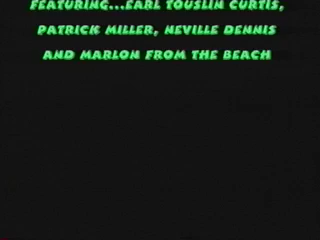 FEATURING...EARL TOUSLIN CURTIS,
PATRICK MILLER, NEVILLE DENNIS
AND MARLON FROM THE BEACH